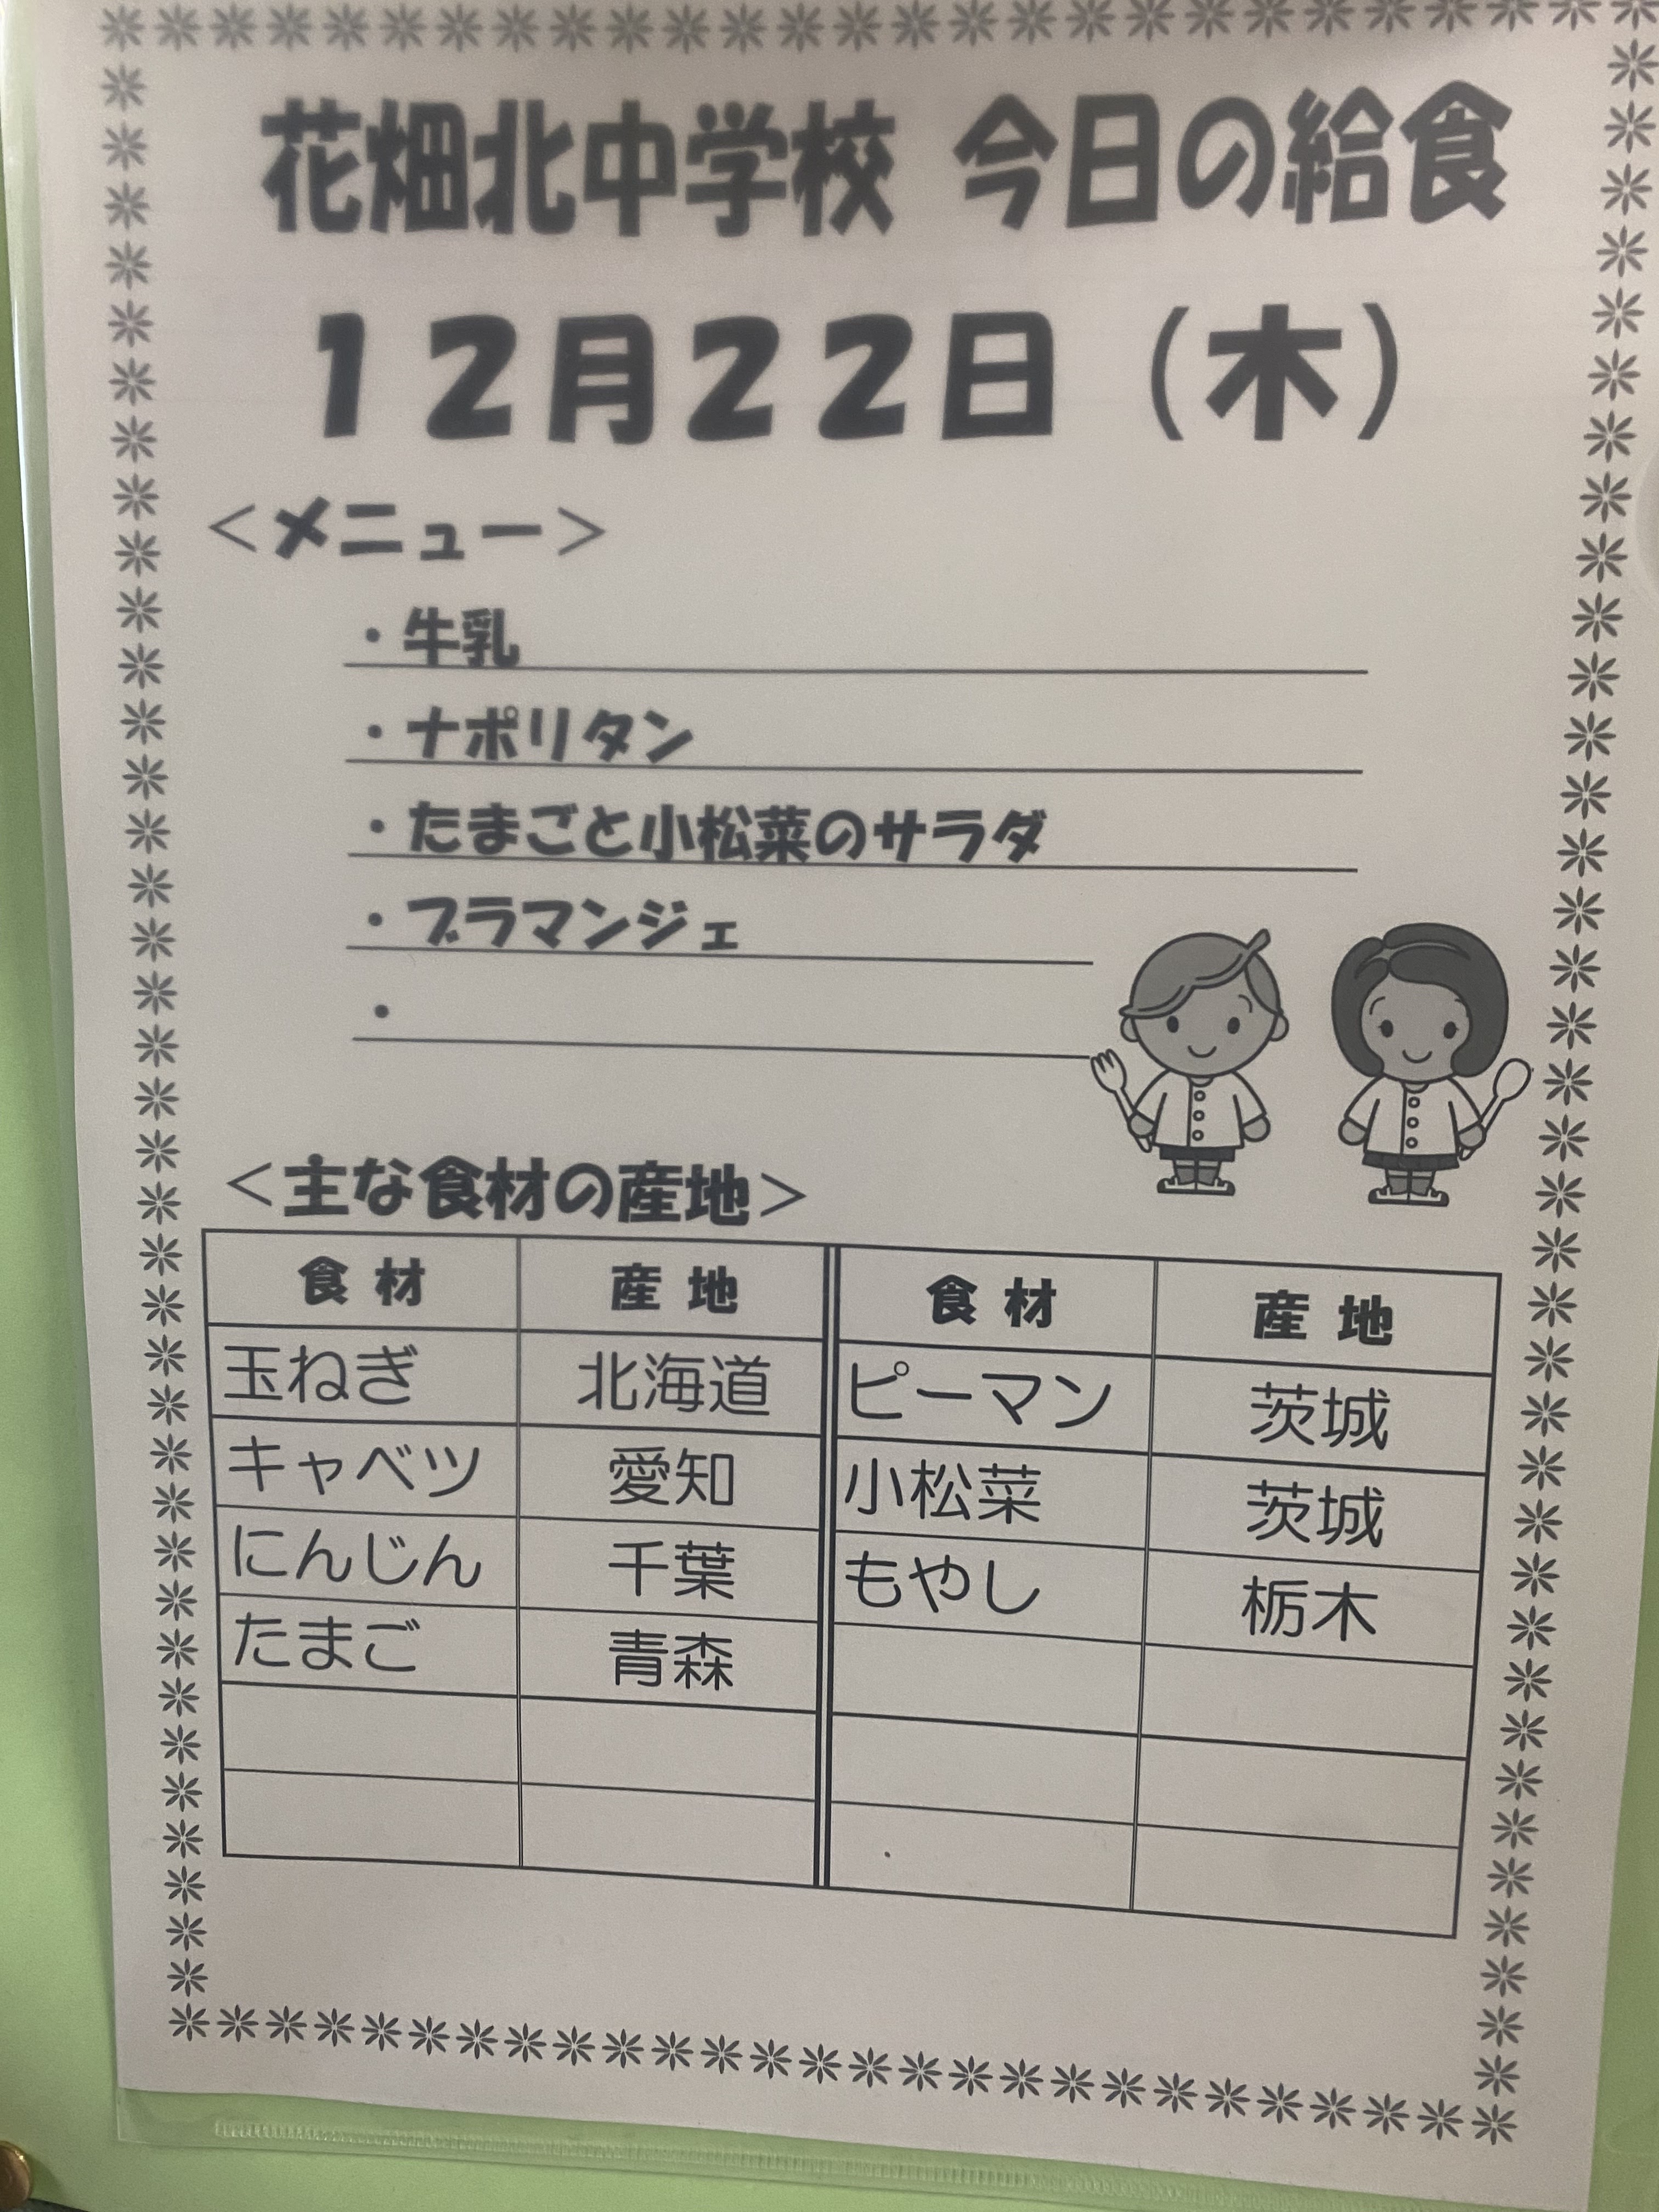 花畑北中学校 今日の給食
12月22日(木)
<メニュー>
・牛乳
・ナポリタン
・たまごと小松菜のサラダ
・ブラマンジェ
・
<主な食材の産地>
食材 産地 食材 産地
玉ねぎ 北海道 ピーマン 茨城
キャベツ 愛知 小松菜 茨城
にんじん 千葉 もやし 栃木
たまご 青森